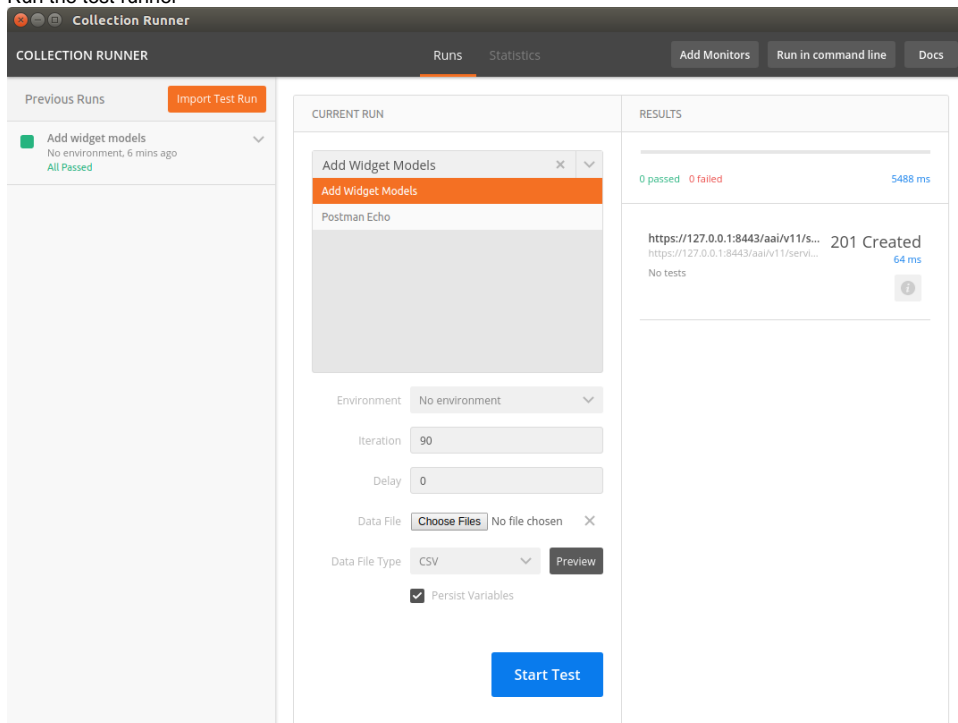 Run the test runner
Collection Runner
COLLECTION RUNNER
Runs
Statistics
Add Monitors
Run in command line
Docs
Previous Runs
Import Test Run
Add widget models
No environment, 6 mins ago
All Passed
CURRENT RUN
Add Widget Models
Add Widget Models
Postman Echo
Environment No environment
Iteration 90
Delay 0
Data File Choose Files No file chosen
Data File Type CSV Preview
Persist Variables
Start Test
RESULTS
0 passed 0 failed 5488 ms
https://127.0.0.1:8443/aai/v11/s... 201 Created
https://127.0.0.1:8443/aai/v11/servi... 64 ms
No tests